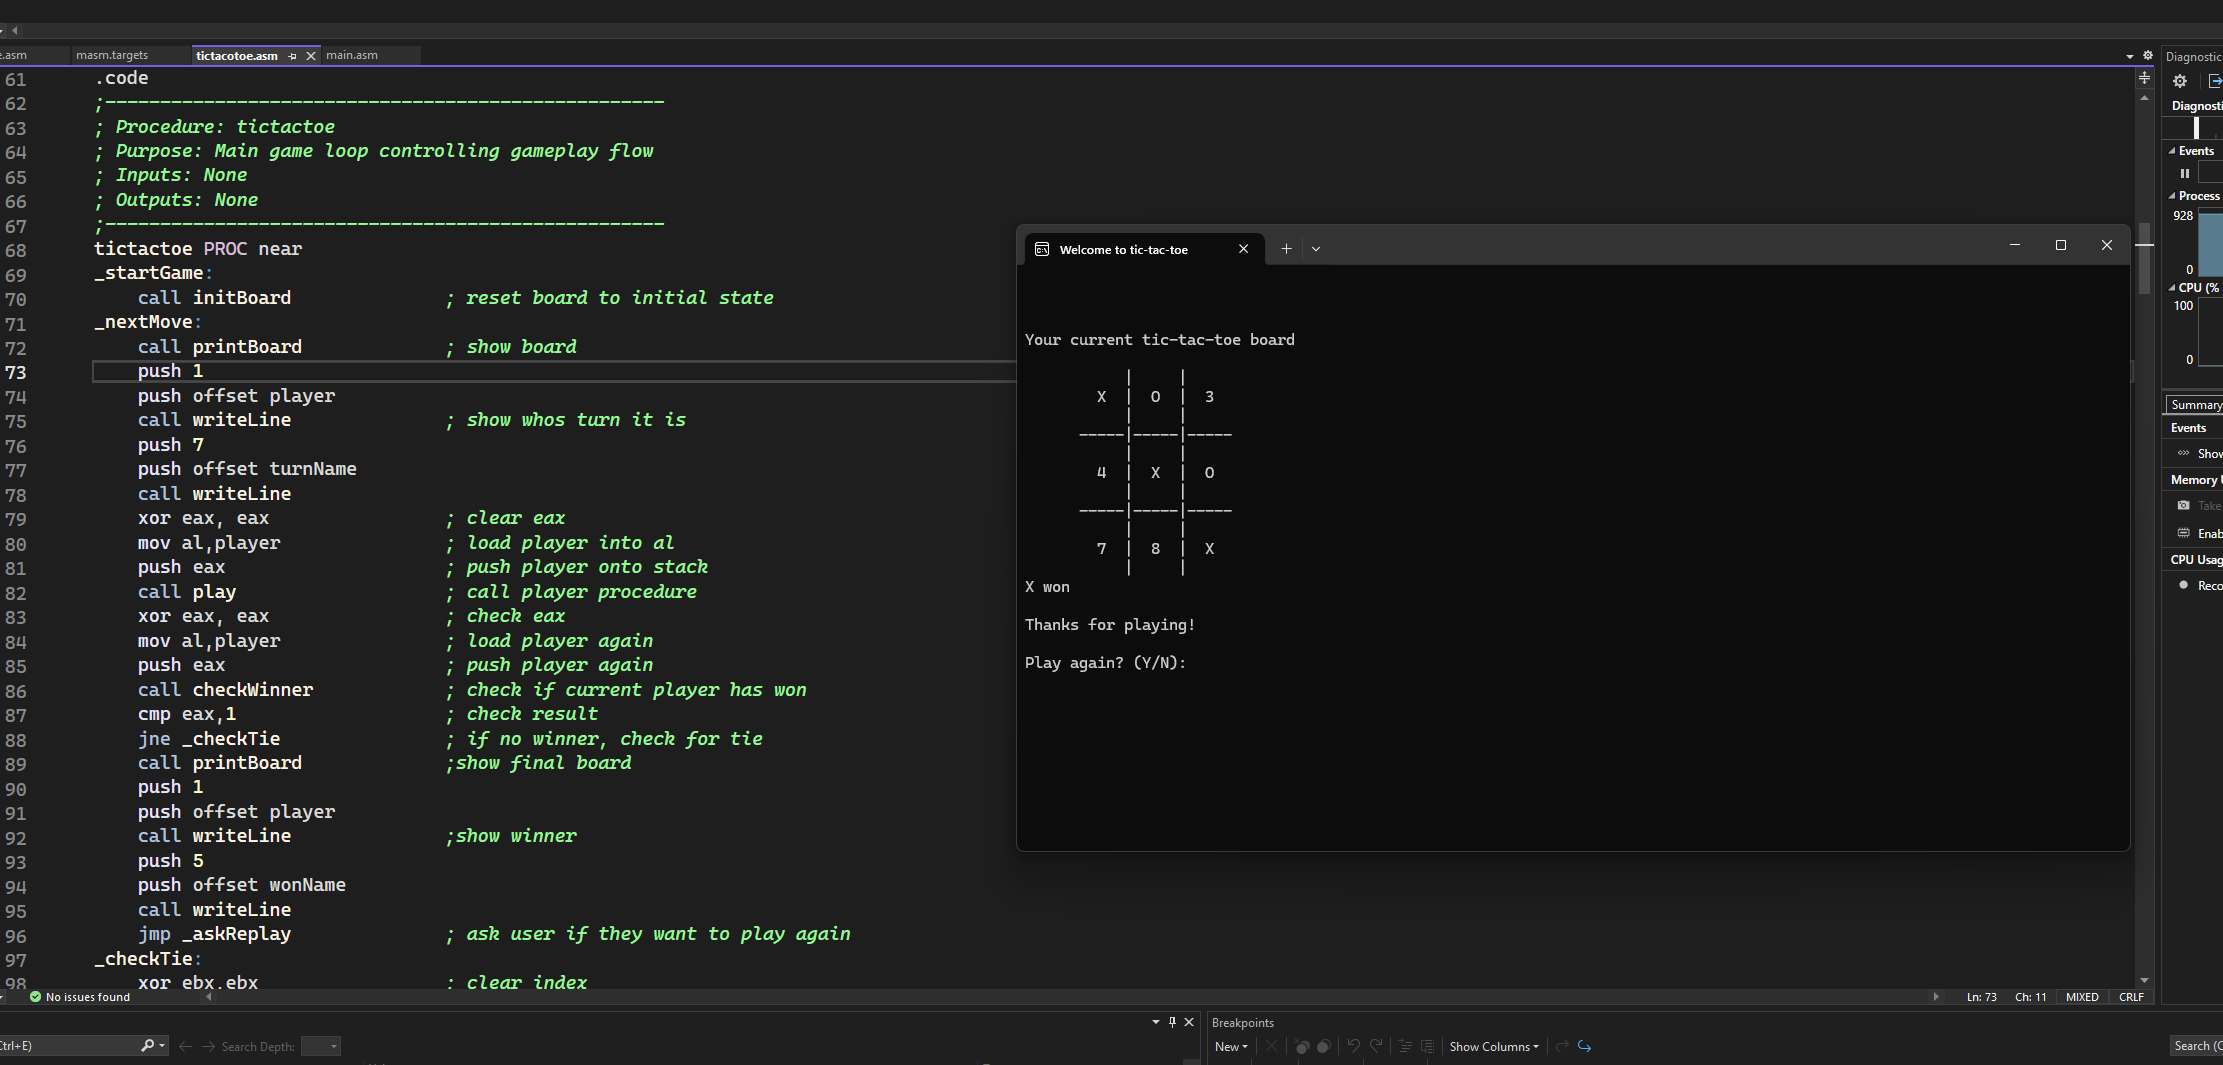 e.asm masm.targets tictacotoe.asm main.asm
61 .code
62 ;---------------------------------------------------
63 ; Procedure: tictactoe
64 ; Purpose: Main game loop controlling gameplay flow
65 ; Inputs: None
66 ; Outputs: None
67 ;---------------------------------------------------
68 tictactoe PROC near
69 _startGame:
70 call initBoard ; reset board to initial state
71 _nextMove:
72 call printBoard ; show board
73 push 1
74 push offset player
75 call writeLine ; show whos turn it is
76 push 7
77 push offset turnName
78 call writeLine
79 xor eax, eax ; clear eax
80 mov al,player ; load player into al
81 push eax ; push player onto stack
82 call play ; call player procedure
83 xor eax, eax ; check eax
84 mov al,player ; load player again
85 push eax ; push player again
86 call checkWinner ; check if current player has won
87 cmp eax,1 ; check result
88 jne _checkTie ; if no winner, check for tie
89 call printBoard ;show final board
90 push 1
91 push offset player
92 call writeLine ;show winner
93 push 5
94 push offset wonName
95 call writeLine
96 jmp _askReplay ; ask user if they want to play again
97 _checkTie:
98 xor ebx,ebx ; clear index
No issues found
Ln: 73 Ch: 11 MIXED CRLF
Welcome to tic-tac-toe
Your current tic-tac-toe board
| |
X | O | 3
| |
-----|-----|-----
| |
4 | X | O
| |
-----|-----|-----
| |
7 | 8 | X
| |
X won
Thanks for playing!
Play again? (Y/N):
Diagnostic
Diagnosti
Events
Process
928
0
CPU (%
100
0
Summary
Events
Show
Memory U
Take
Enab
CPU Usag
Reco
Ctrl+E) Search Depth:
Breakpoints
New Show Columns
Search (C